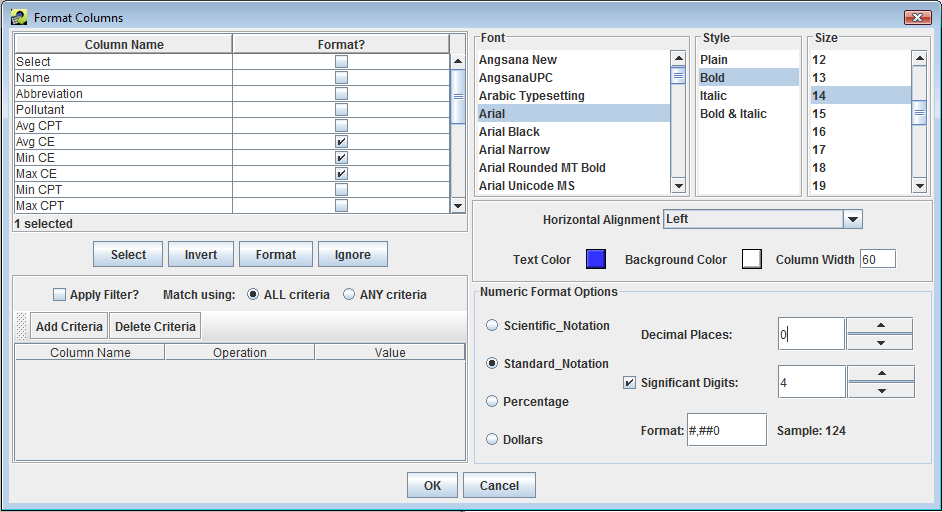 Format Columns
Column Name Format?
Select
Name
Abbreviation
Pollutant
Avg CPT
Avg CE
Min CE
Max CE
Min CPT
Max CPT
1 selected
Select Invert Format Ignore
Apply Filter? Match using: ALL criteria ANY criteria
Add Criteria Delete Criteria
Column Name Operation Value
Font
Angsana New
AngsanaUPC
Arabic Typesetting
Arial
Arial Black
Arial Narrow
Arial Rounded MT Bold
Arial Unicode MS
Style
Plain
Bold
Italic
Bold & Italic
Size
12
13
14
15
16
17
18
19
Horizontal Alignment Left
Text Color Background Color Column Width 60
Numeric Format Options
Scientific_Notation
Standard_Notation
Percentage
Dollars
Decimal Places: 0
Significant Digits: 4
Format: #,##0 Sample: 124
OK Cancel